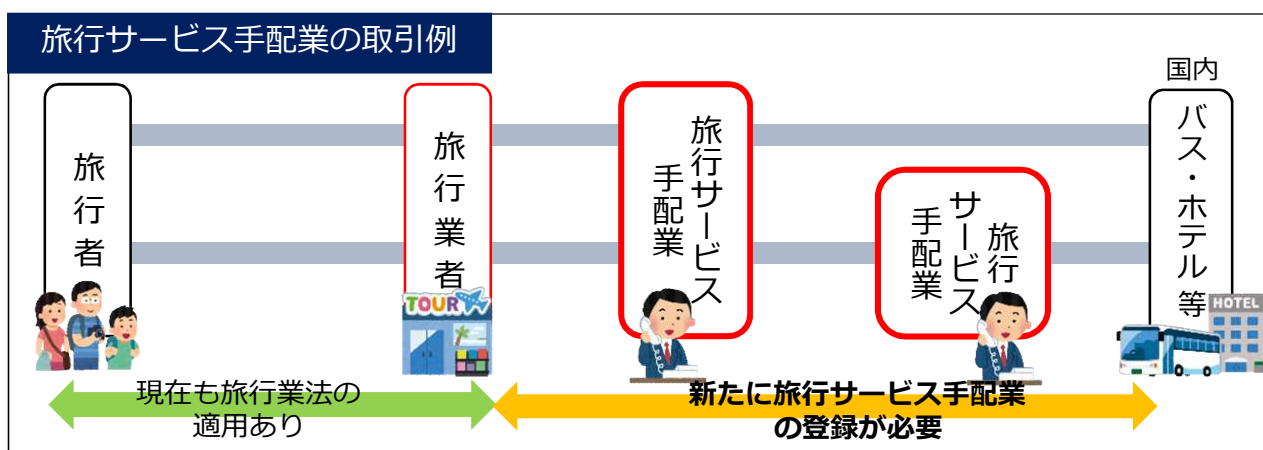 旅行サービス手配業の取引例
旅行者
旅行業者
TOUR
旅行サービス
手配業
旅行
サービス
手配業
国内
バス・ホテル等
HOTEL
現在も旅行業法の
適用あり
新たに旅行サービス手配業
の登録が必要